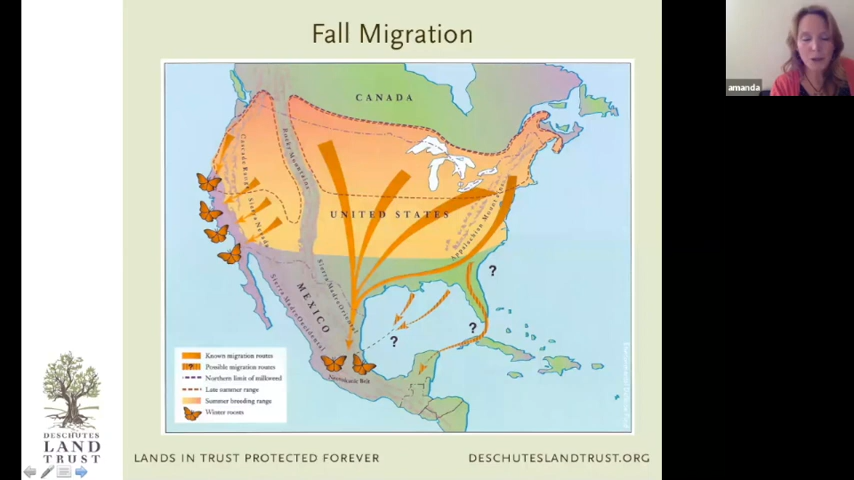 Fall Migration
amanda
CANADA
Cascade Range
Rocky Mountains
Sierra Nevada
UNITED STATES
Appalachian Mountains
MEXICO
Sierra Madre Occidental
Sierra Madre Oriental
?
?
?
Known migration routes
Possible migration routes
Northern limit of milkweed
Late summer range
Summer breeding range
Winter roosts
DESCHUTES
LAND
TRUST
LANDS IN TRUST PROTECTED FOREVER
DESCHUTESLANDTRUST.ORG